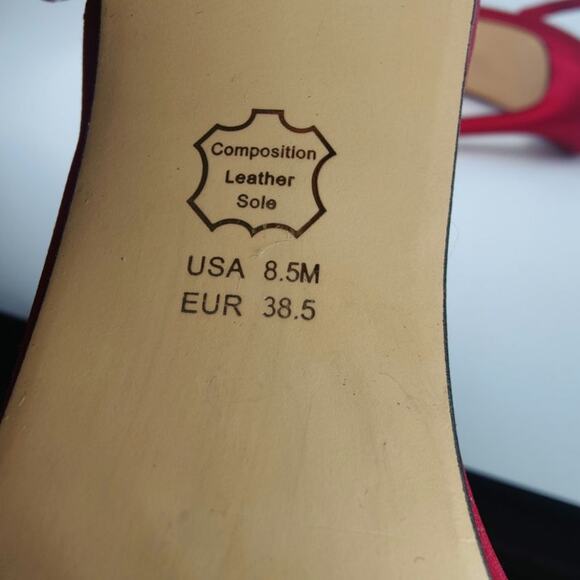 Composition
Leather
Sole
USA 8.5M
EUR 38.5